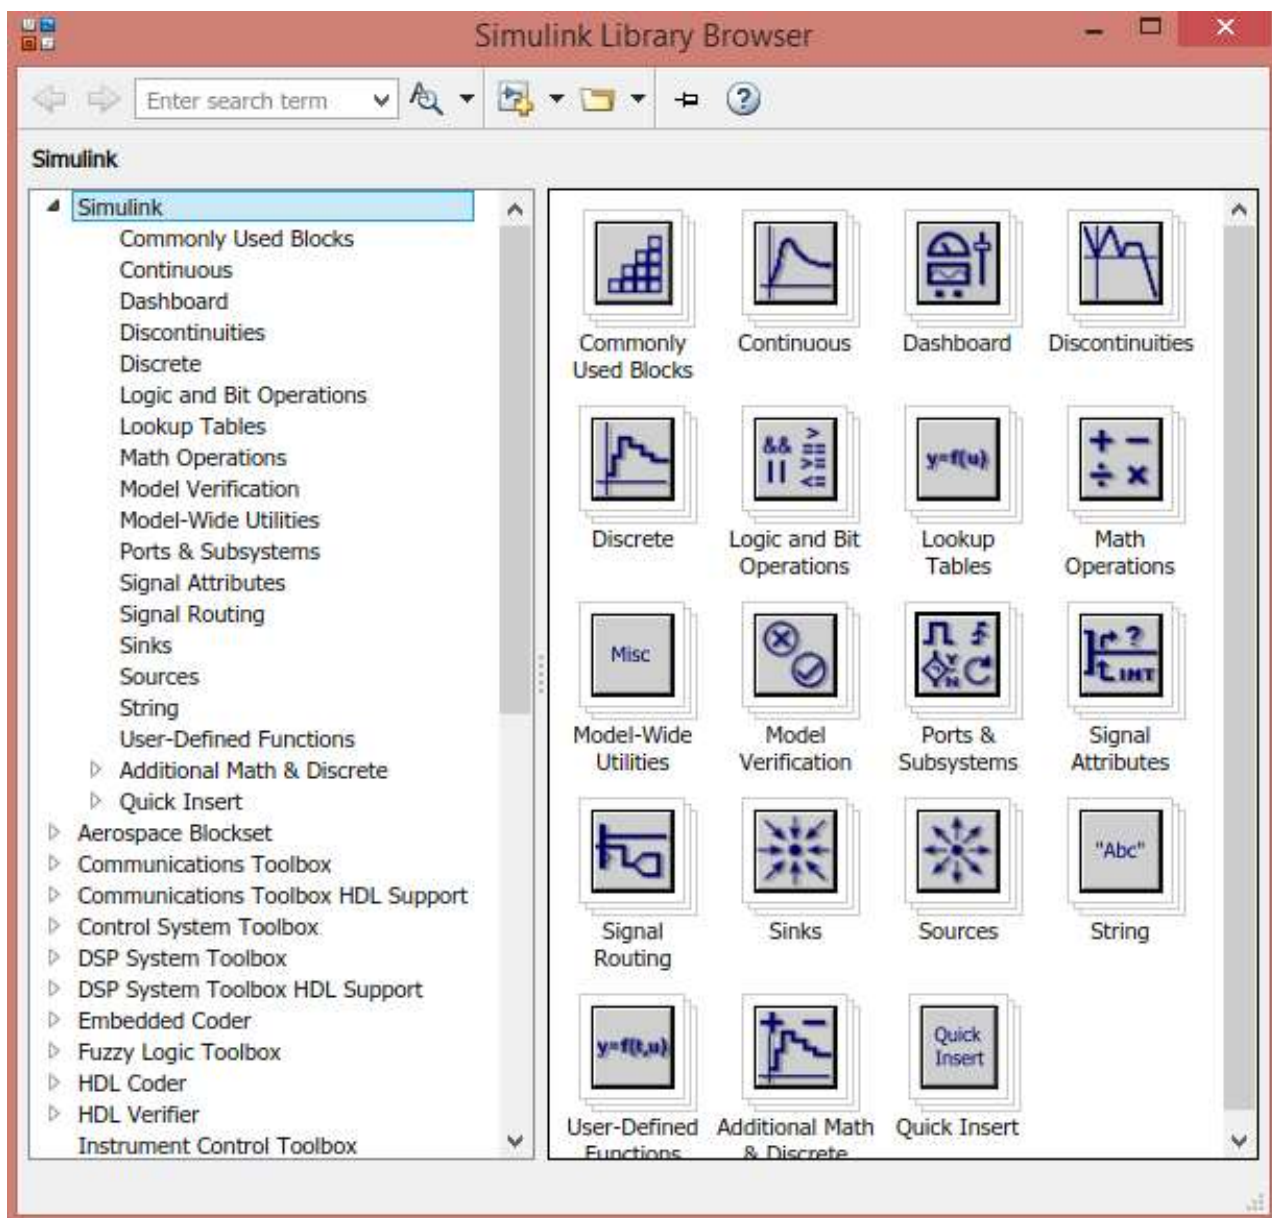 Simulink Library Browser
Enter search term
Simulink
Simulink
Commonly Used Blocks
Continuous
Dashboard
Discontinuities
Discrete
Logic and Bit Operations
Lookup Tables
Math Operations
Model Verification
Model-Wide Utilities
Ports & Subsystems
Signal Attributes
Signal Routing
Sinks
Sources
String
User-Defined Functions
Additional Math & Discrete
Quick Insert
Aerospace Blockset
Communications Toolbox
Communications Toolbox HDL Support
Control System Toolbox
DSP System Toolbox
DSP System Toolbox HDL Support
Embedded Coder
Fuzzy Logic Toolbox
HDL Coder
HDL Verifier
Instrument Control Toolbox
Commonly
Used Blocks
Continuous
Dashboard
Discontinuities
&& >
==
|| >=
<=
y=f(u)
+ −
÷ ×
Discrete
Logic and Bit
Operations
Lookup
Tables
Math
Operations
Misc
Y
N
?
INT
Model-Wide
Utilities
Model
Verification
Ports &
Subsystems
Signal
Attributes
"Abc"
Signal
Routing
Sinks
Sources
String
y=f(t,u)
+ −
Quick
Insert
User-Defined
Functions
Additional Math
& Discrete
Quick Insert